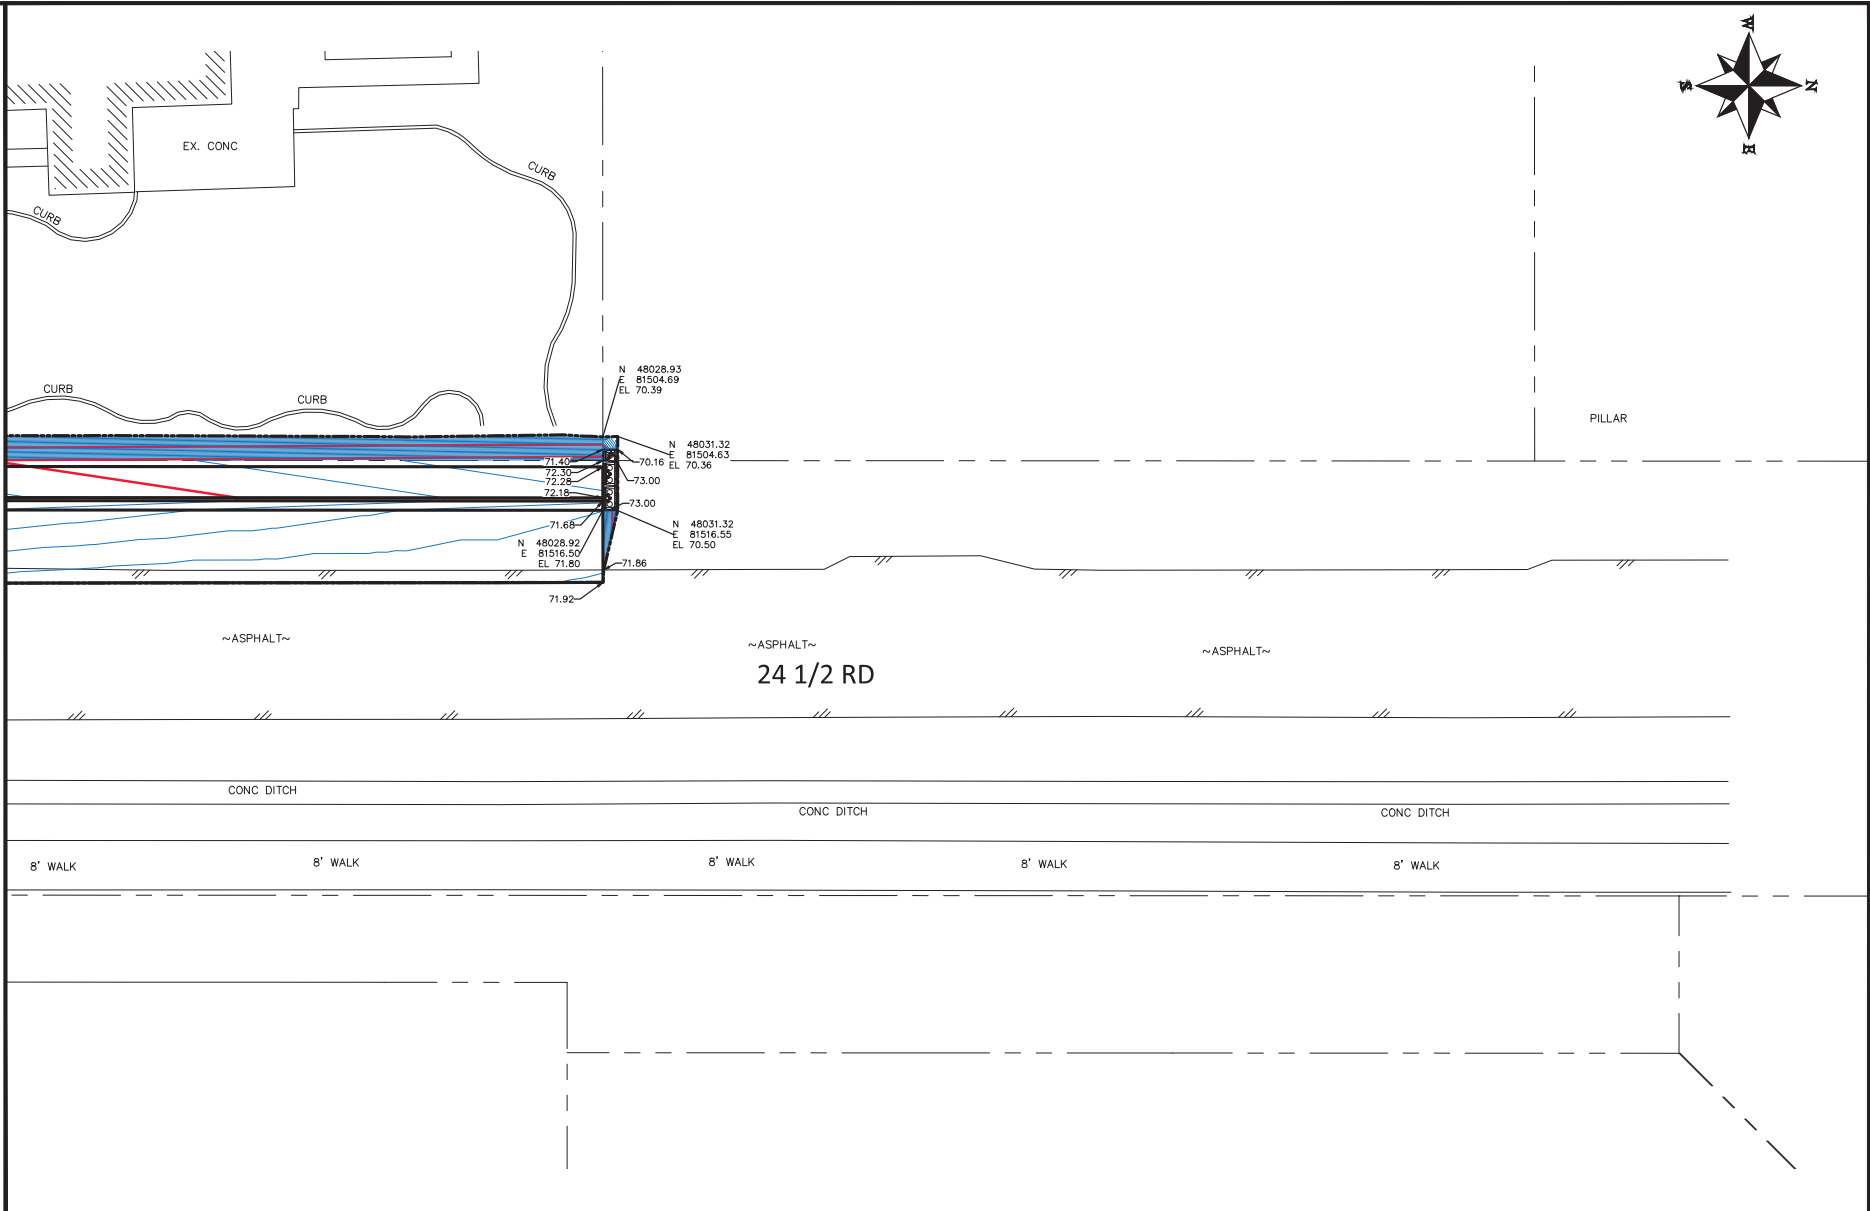 W
S
N
E
EX. CONC
CURB
CURB
CURB
CURB
N 48028.93
E 81504.69
EL 70.39
PILLAR
N 48031.32
E 81504.63
EL 70.36
71.40
70.16
72.30
72.28
73.00
72.18
73.00
71.68
N 48031.32
E 81516.55
EL 70.50
N 48028.92
E 81516.50
EL 71.80
71.86
71.92
~ASPHALT~
~ASPHALT~
~ASPHALT~
24 1/2 RD
CONC DITCH
CONC DITCH
CONC DITCH
8' WALK
8' WALK
8' WALK
8' WALK
8' WALK